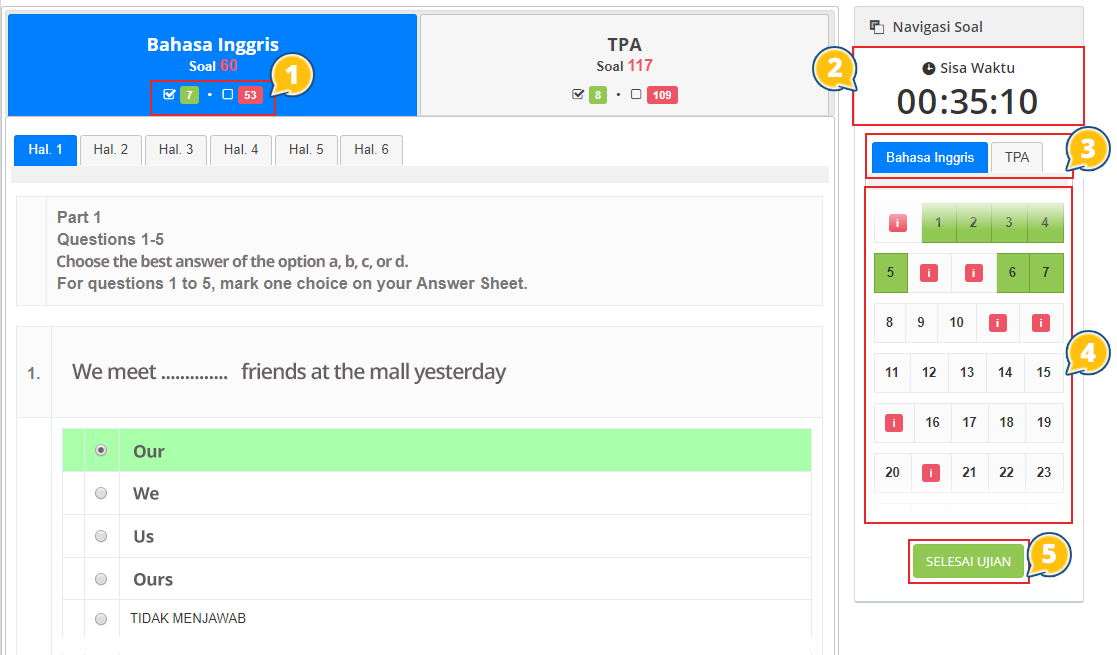 Bahasa Inggris
Soal 60
7 • 53
1
TPA
Soal 117
8 • 109
Hal. 1
Hal. 2
Hal. 3
Hal. 4
Hal. 5
Hal. 6
Part 1
Questions 1-5
Choose the best answer of the option a, b, c, or d.
For questions 1 to 5, mark one choice on your Answer Sheet.
1. We meet .............. friends at the mall yesterday
Our
We
Us
Ours
TIDAK MENJAWAB
Navigasi Soal
2
Sisa Waktu
00:35:10
Bahasa Inggris TPA
3
i 1 2 3 4
5 i i 6 7
8 9 10 i i
11 12 13 14 15
4
i 16 17 18 19
20 i 21 22 23
SELESAI UJIAN
5